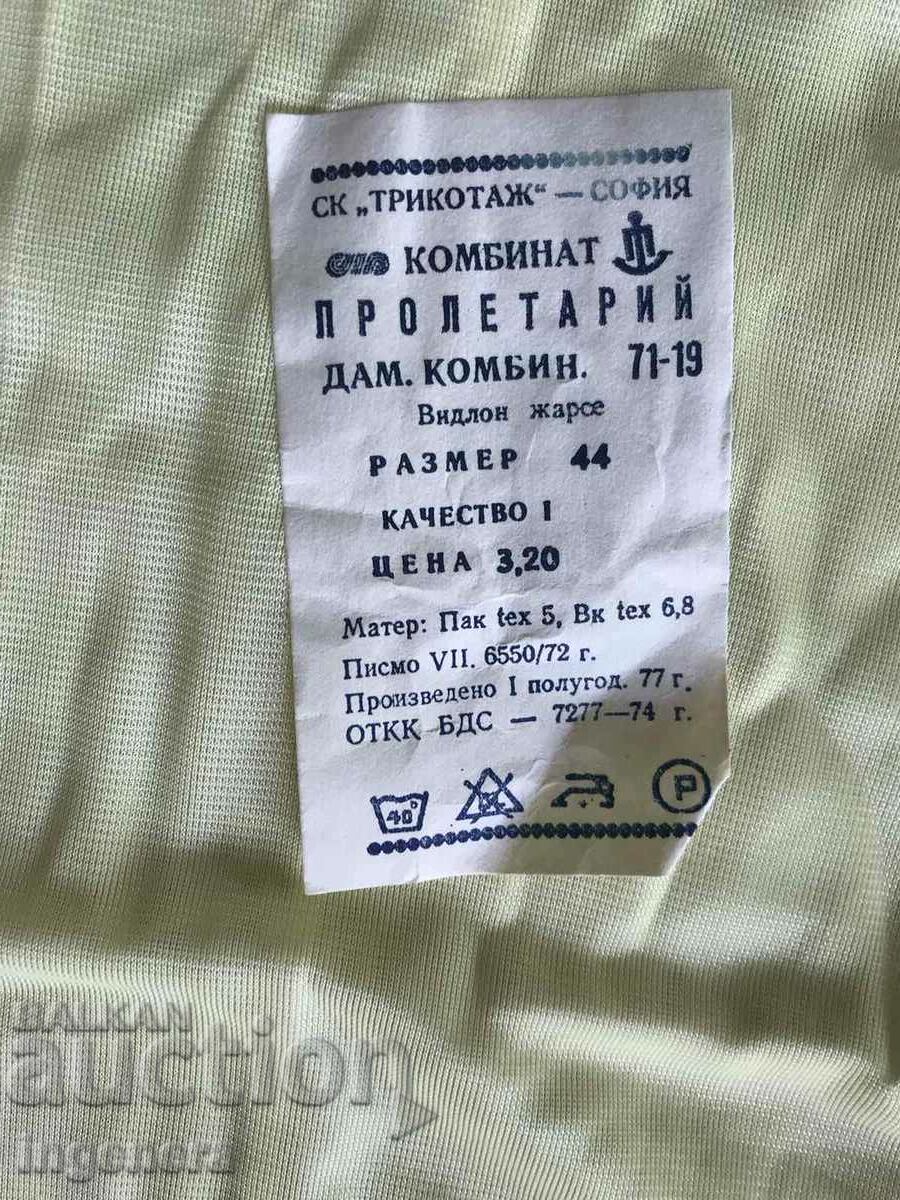 СК „ТРИКОТАЖ“ — СОФИЯ
КОМБИНАТ
ПРОЛЕТАРИЙ
ДАМ. КОМБИН. 71-19
Видлон жарсе
РАЗМЕР 44
КАЧЕСТВО I
ЦЕНА 3,20
Матер: Пак tex 5, Вк tex 6,8
Писмо VII. 6550/72 г.
Произведено I полугод. 77 г.
ОТКК БДС — 7277—74 г.
40° P
BALKAN
auction
ingenera